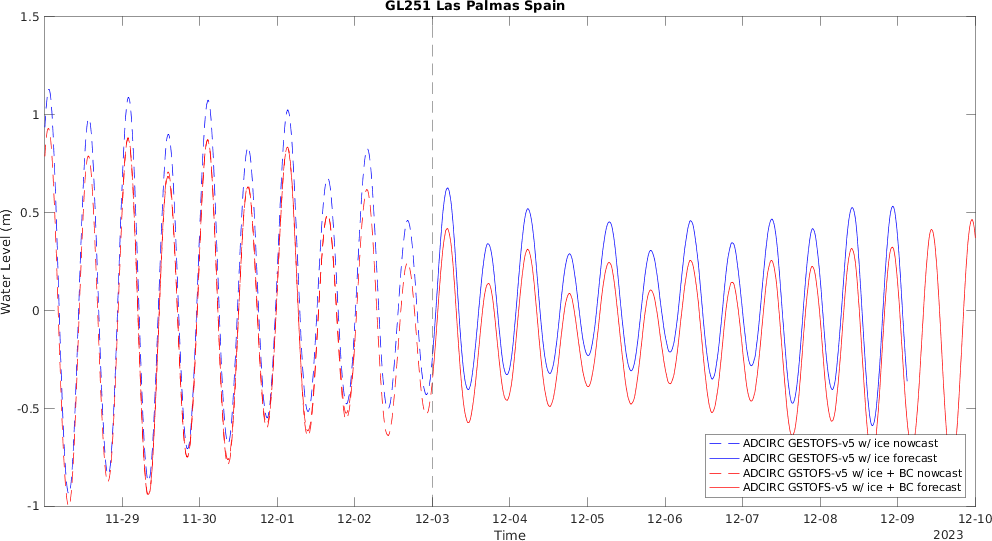 GL251 Las Palmas Spain
1.5
1
0.5
0
-0.5
-1
Water Level (m)
11-29
11-30
12-01
12-02
12-03
12-04
12-05
12-06
12-07
12-08
12-09
12-10
Time
2023
ADCIRC GESTOFS-v5 w/ ice nowcast
ADCIRC GESTOFS-v5 w/ ice forecast
ADCIRC GSTOFS-v5 w/ ice + BC nowcast
ADCIRC GSTOFS-v5 w/ ice + BC forecast